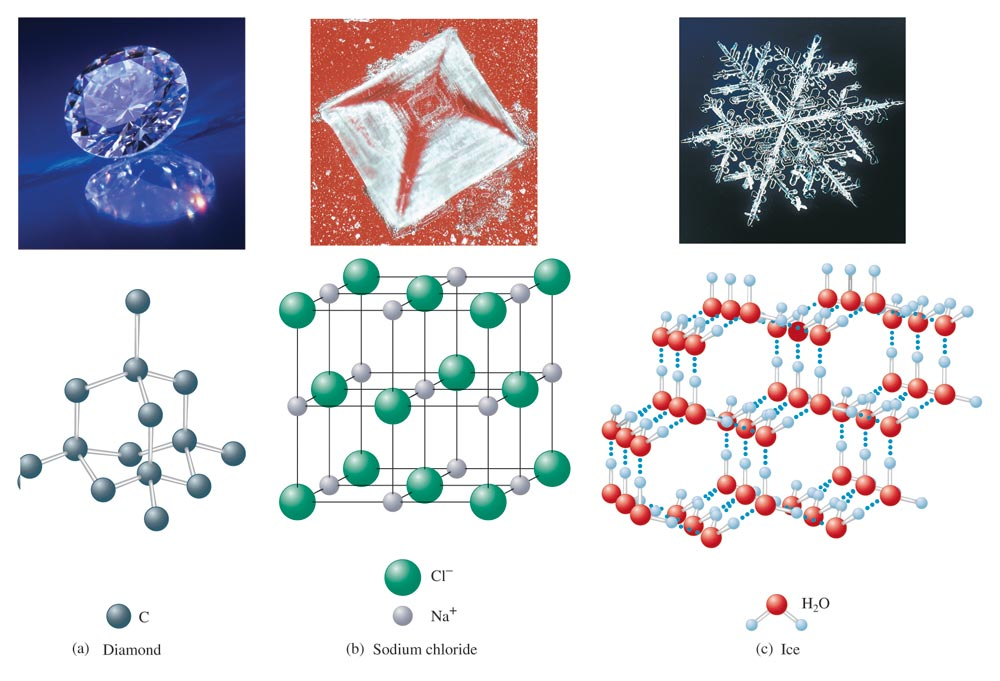 Cl⁻
C
Na⁺
H₂O
(a) Diamond
(b) Sodium chloride
(c) Ice